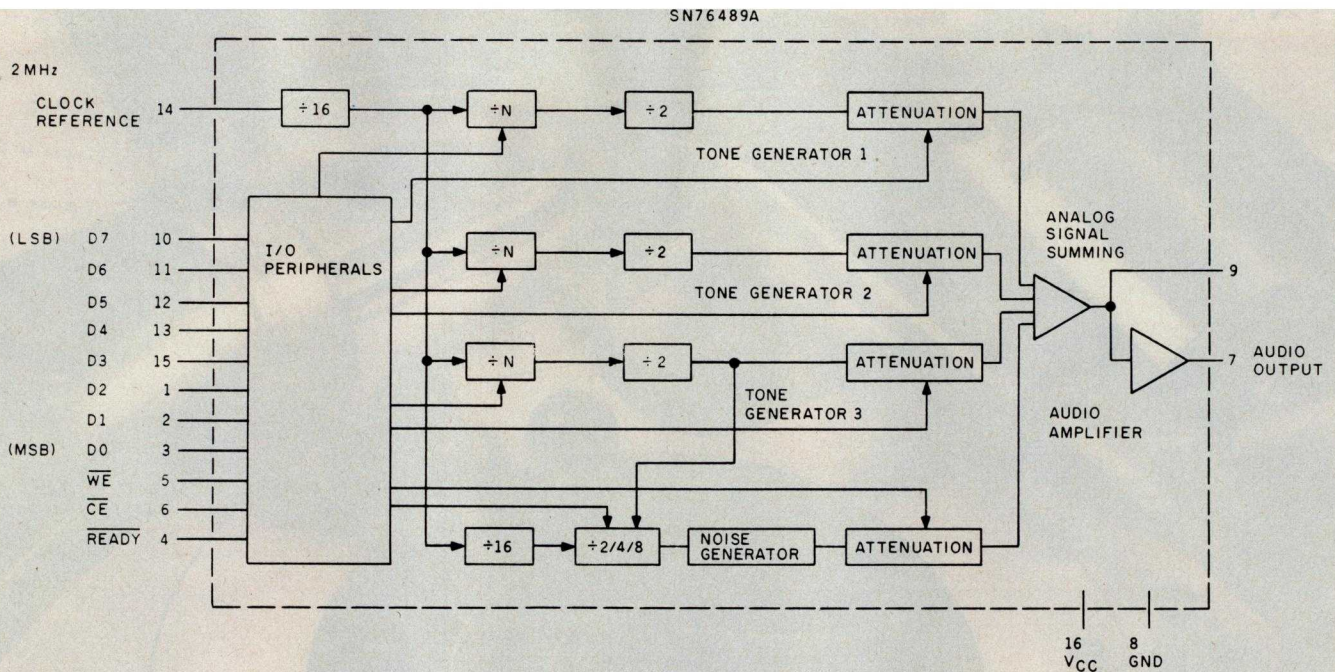 SN76489A
2 MHz
CLOCK
REFERENCE 14
÷16
÷N
÷2
ATTENUATION
TONE GENERATOR 1
I/O
PERIPHERALS
(LSB) D7 10
D6 11
D5 12
D4 13
D3 15
D2 1
D1 2
(MSB) D0 3
W̅E̅ 5
C̅E̅ 6
R̅E̅A̅D̅Y̅ 4
÷N
÷2
ATTENUATION
TONE GENERATOR 2
÷N
÷2
ATTENUATION
TONE
GENERATOR 3
÷16
÷2/4/8
NOISE
GENERATOR
ATTENUATION
ANALOG
SIGNAL
SUMMING
9
7
AUDIO
OUTPUT
AUDIO
AMPLIFIER
16
VCC
8
GND